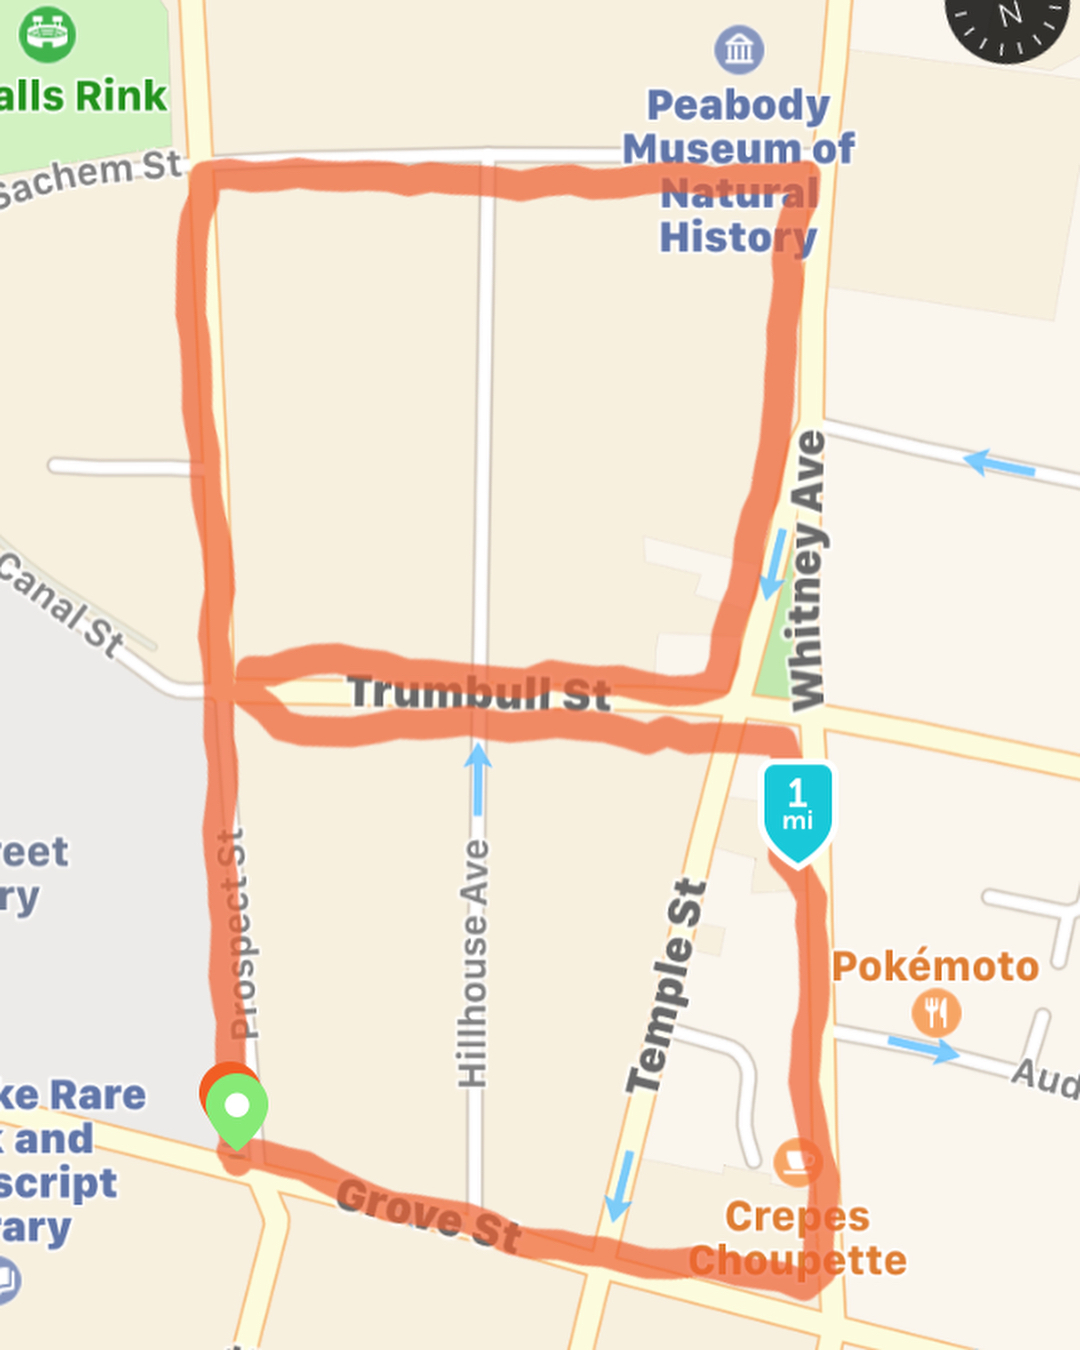 N
alls Rink
Sachem St
Peabody
Museum of
Natural
History
Whitney Ave
Canal St
Trumbull St
1
mi
reet
ry
Prospect St
Hillhouse Ave
Temple St
Pokémoto
Aud
ke Rare
k and
script
rary
Grove St
Crepes
Choupette